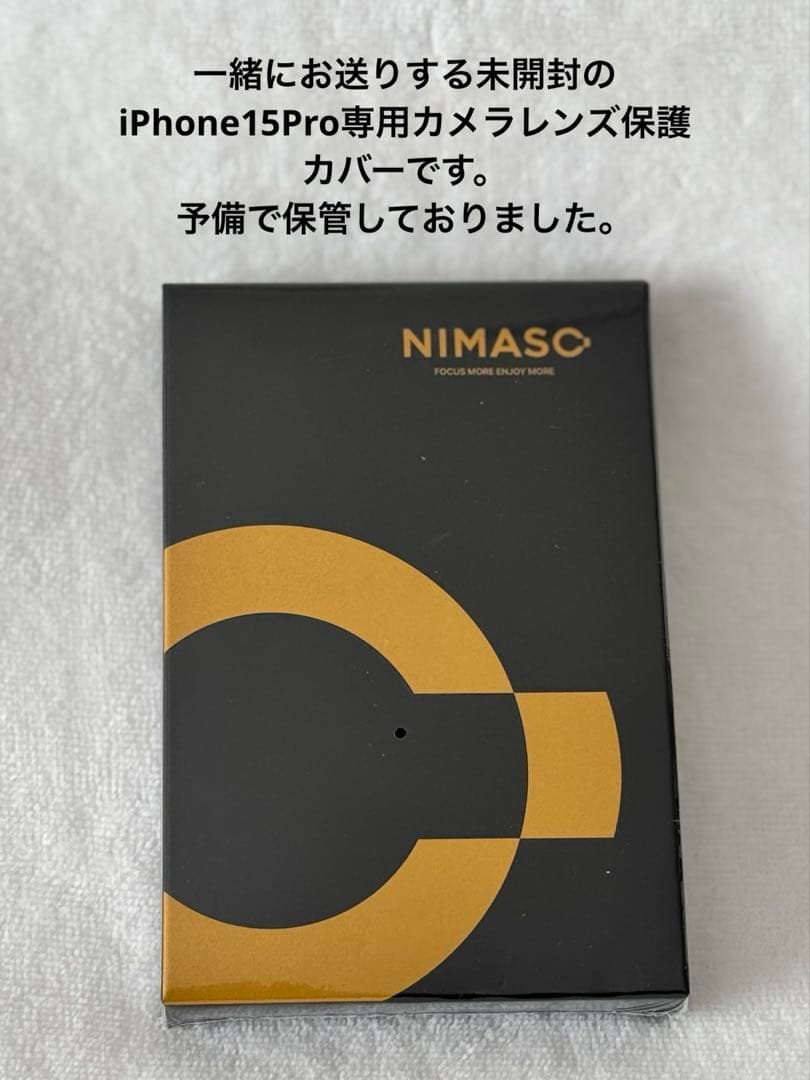 一緒にお送りする未開封の
iPhone15Pro専用カメラレンズ保護
カバーです。
予備で保管しておりました。
NIMASO
FOCUS MORE ENJOY MORE